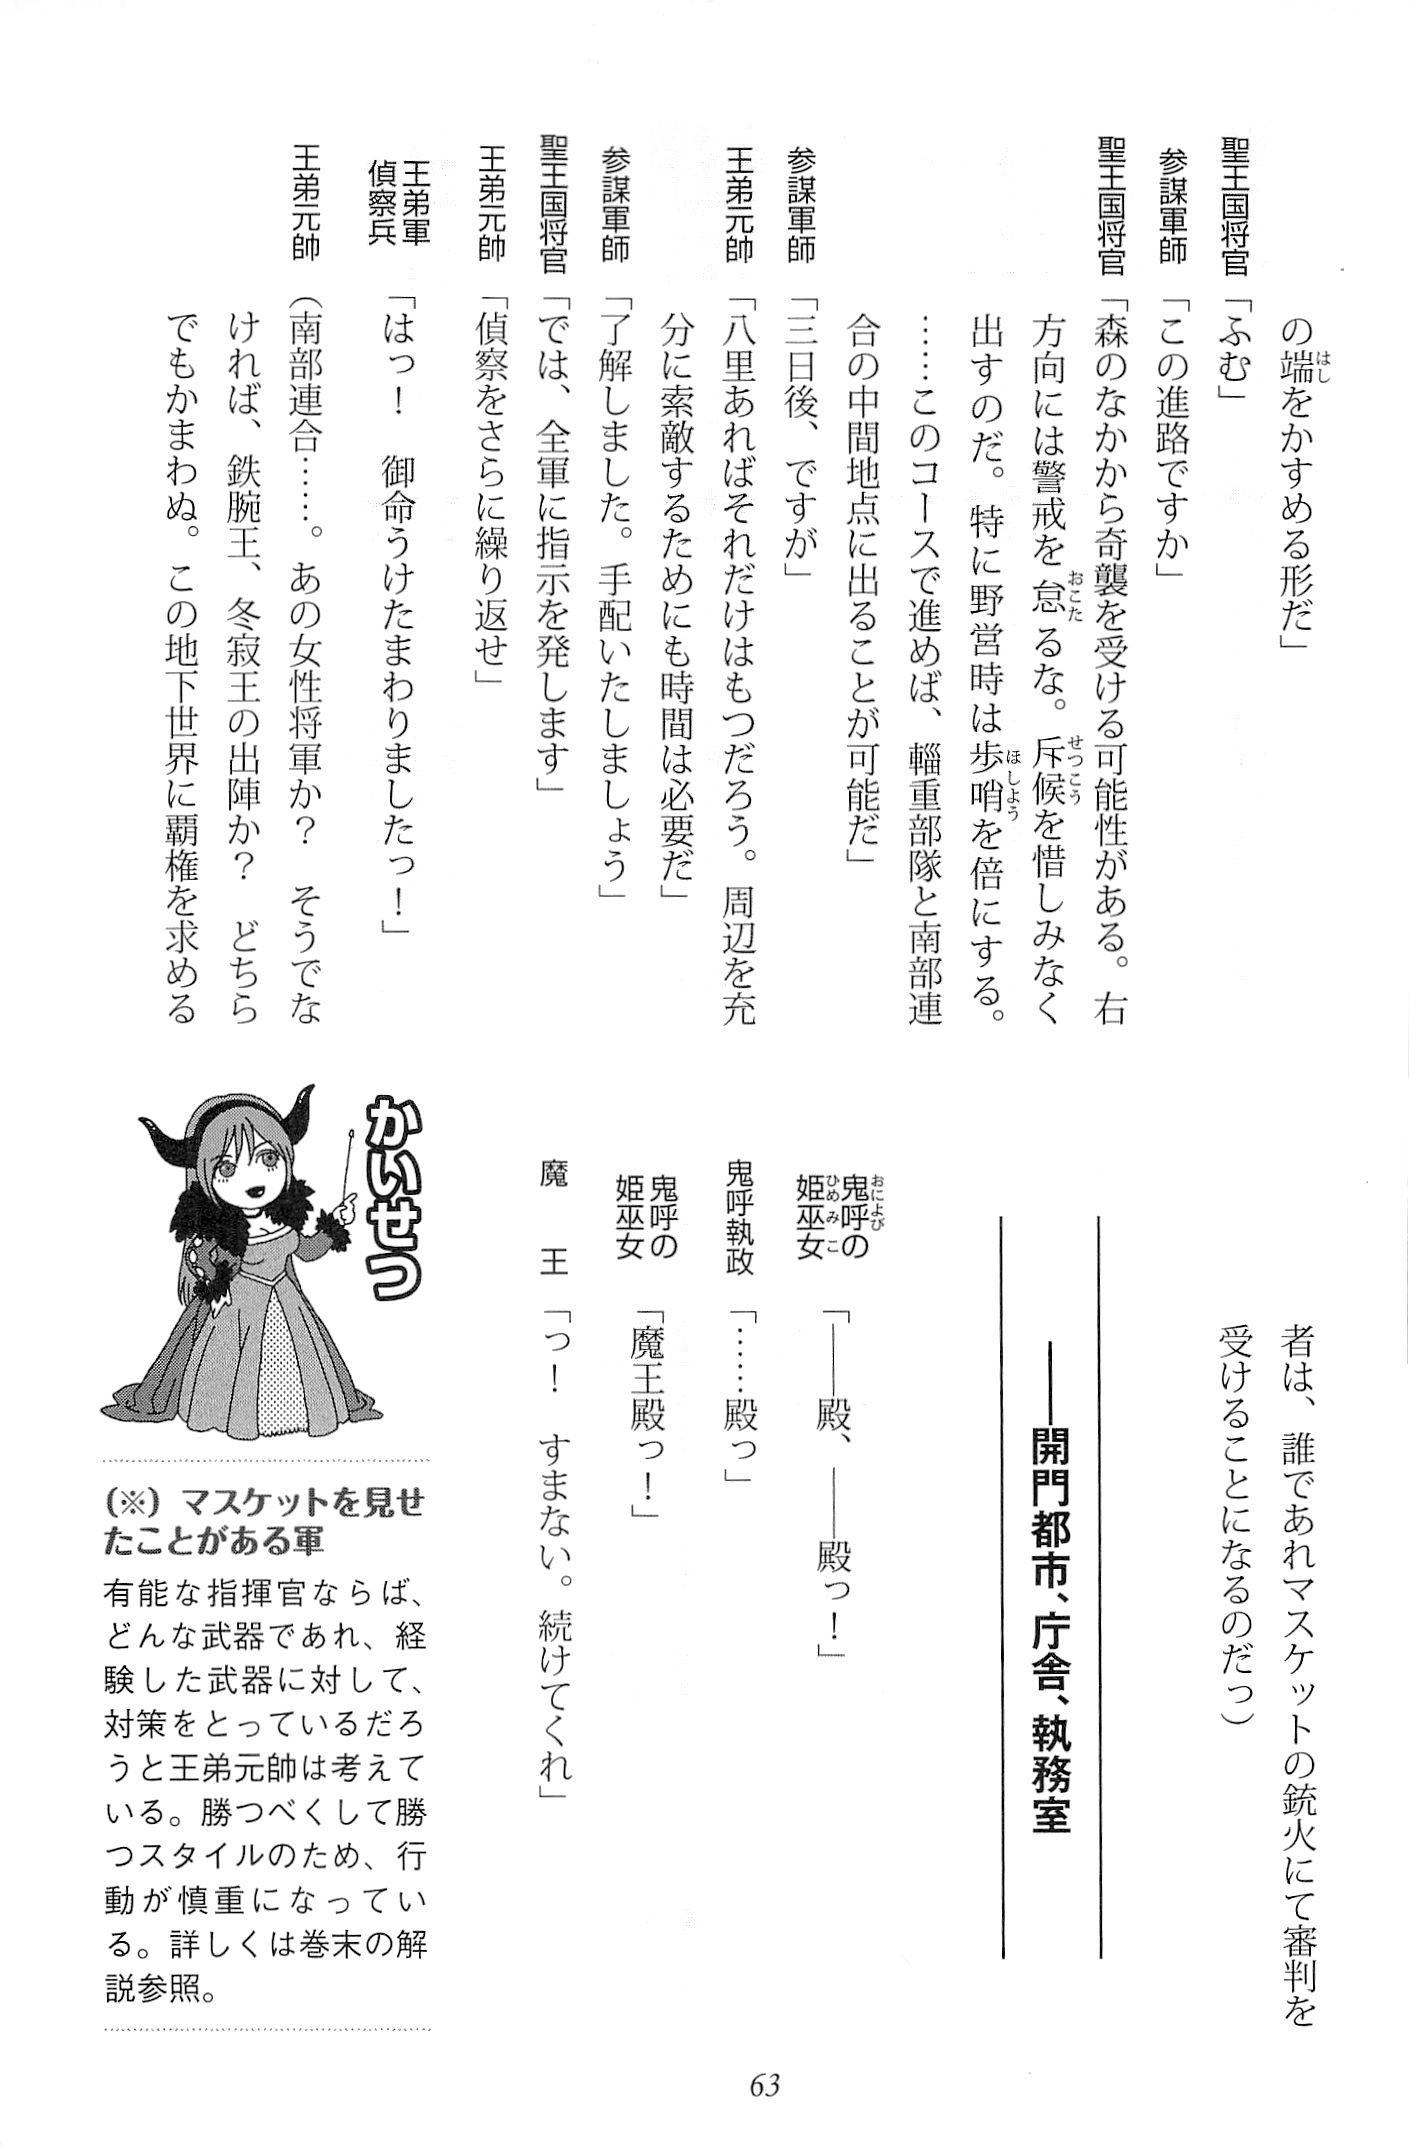 の端をかすめる形だ」
聖王国将官「ふむ」
参謀軍師「この進路ですか」
聖王国将官「森のなかから奇襲を受ける可能性がある。右
方向には警戒を怠るな。斥候を惜しみなく
出すのだ。特に野営時は歩哨を倍にする。
……このコースで進めば、輜重部隊と南部連
合の中間地点に出ることが可能だ」
参謀軍師「三日後、ですが」
王弟元帥「八里あればそれだけはもつだろう。周辺を充
分に索敵するためにも時間は必要だ」
参謀軍師「了解しました。手配いたしましょう」
聖王国将官「では、全軍に指示を発します」
王弟元帥「偵察をさらに繰り返せ」
王弟軍偵察兵「はっ！　御命うけたまわりましたっ！」
王弟元帥（南部連合……。あの女性将軍か？　そうでな
ければ、鉄腕王、冬寂王の出陣か？　どちら
でもかまわぬ。この地下世界に覇権を求める
者は、誰であれマスケットの銃火にて審判を
受けることになるのだっ）
――開門都市、庁舎、執務室
鬼呼の姫巫女「――殿、――殿っ！」
鬼呼執政「……殿っ」
鬼呼の姫巫女「魔王殿っ！」
魔　王「っ！　すまない。続けてくれ」
かいせつ
（※）マスケットを見せ
たことがある軍
有能な指揮官ならば、
どんな武器であれ、経
験した武器に対して、
対策をとっているだろ
うと王弟元帥は考えて
いる。勝つべくして勝
つスタイルのため、行
動が慎重になってい
る。詳しくは巻末の解
説参照。
63